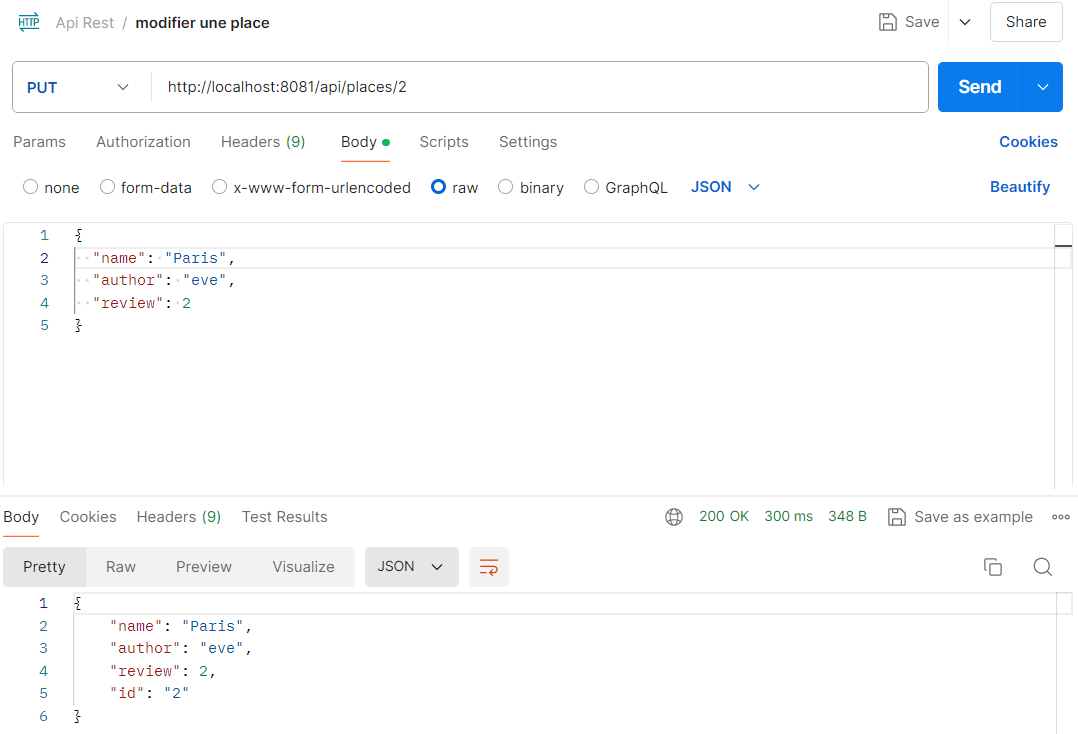 HTTP Api Rest / modifier une place Save Share
PUT http://localhost:8081/api/places/2 Send
Params Authorization Headers (9) Body Scripts Settings Cookies
none form-data x-www-form-urlencoded raw binary GraphQL JSON Beautify
1 {
2 "name": "Paris",
3 "author": "eve",
4 "review": 2
5 }
Body Cookies Headers (9) Test Results 200 OK 300 ms 348 B Save as example
Pretty Raw Preview Visualize JSON
1 {
2 "name": "Paris",
3 "author": "eve",
4 "review": 2,
5 "id": "2"
6 }